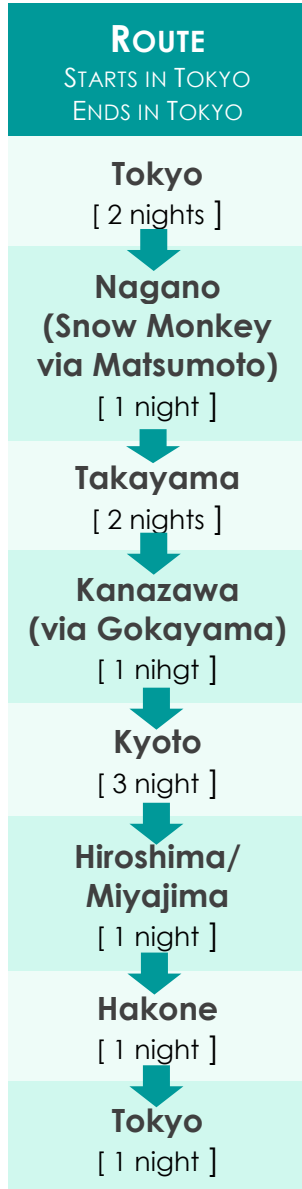 ROUTE
STARTS IN TOKYO
ENDS IN TOKYO
Tokyo
[ 2 nights ]
Nagano
(Snow Monkey
via Matsumoto)
[ 1 night ]
Takayama
[ 2 nights ]
Kanazawa
(via Gokayama)
[ 1 nihgt ]
Kyoto
[ 3 night ]
Hiroshima/
Miyajima
[ 1 night ]
Hakone
[ 1 night ]
Tokyo
[ 1 night ]